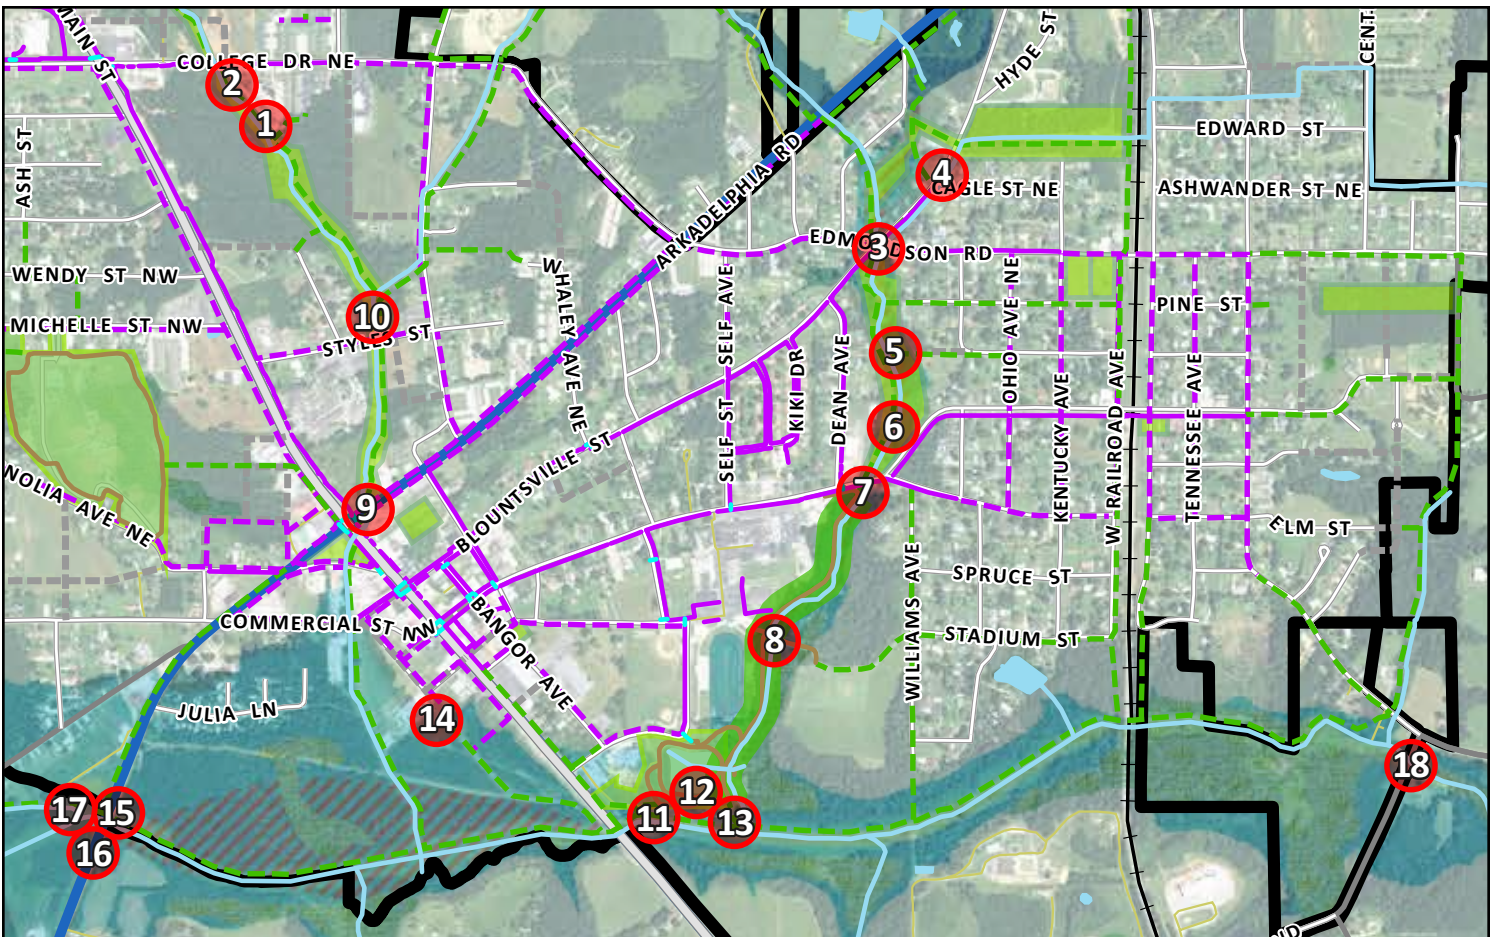 MAIN ST
COLLEGE DR NE
2
1
ASH ST
WENDY ST NW
MICHELLE ST NW
10
STYLES ST
WHALEY AVE NE
ARKADELPHIA RD
HYDE ST
CENT
EDWARD ST
4
CAGLE ST NE
ASHWANDER ST NE
EDMONDSON RD
3
PINE ST
5
6
7
SELF ST SELF AVE
KIKI DR
DEAN AVE
OHIO AVE NE
KENTUCKY AVE
W RAILROAD AVE
TENNESSEE AVE
NOLIA AVE NE
9
BLOUNTSVILLE ST
ELM ST
SPRUCE ST
WILLIAMS AVE
STADIUM ST
COMMERCIAL ST NW
BANGOR AVE
8
JULIA LN
14
12
11
13
17
15
16
18
ND